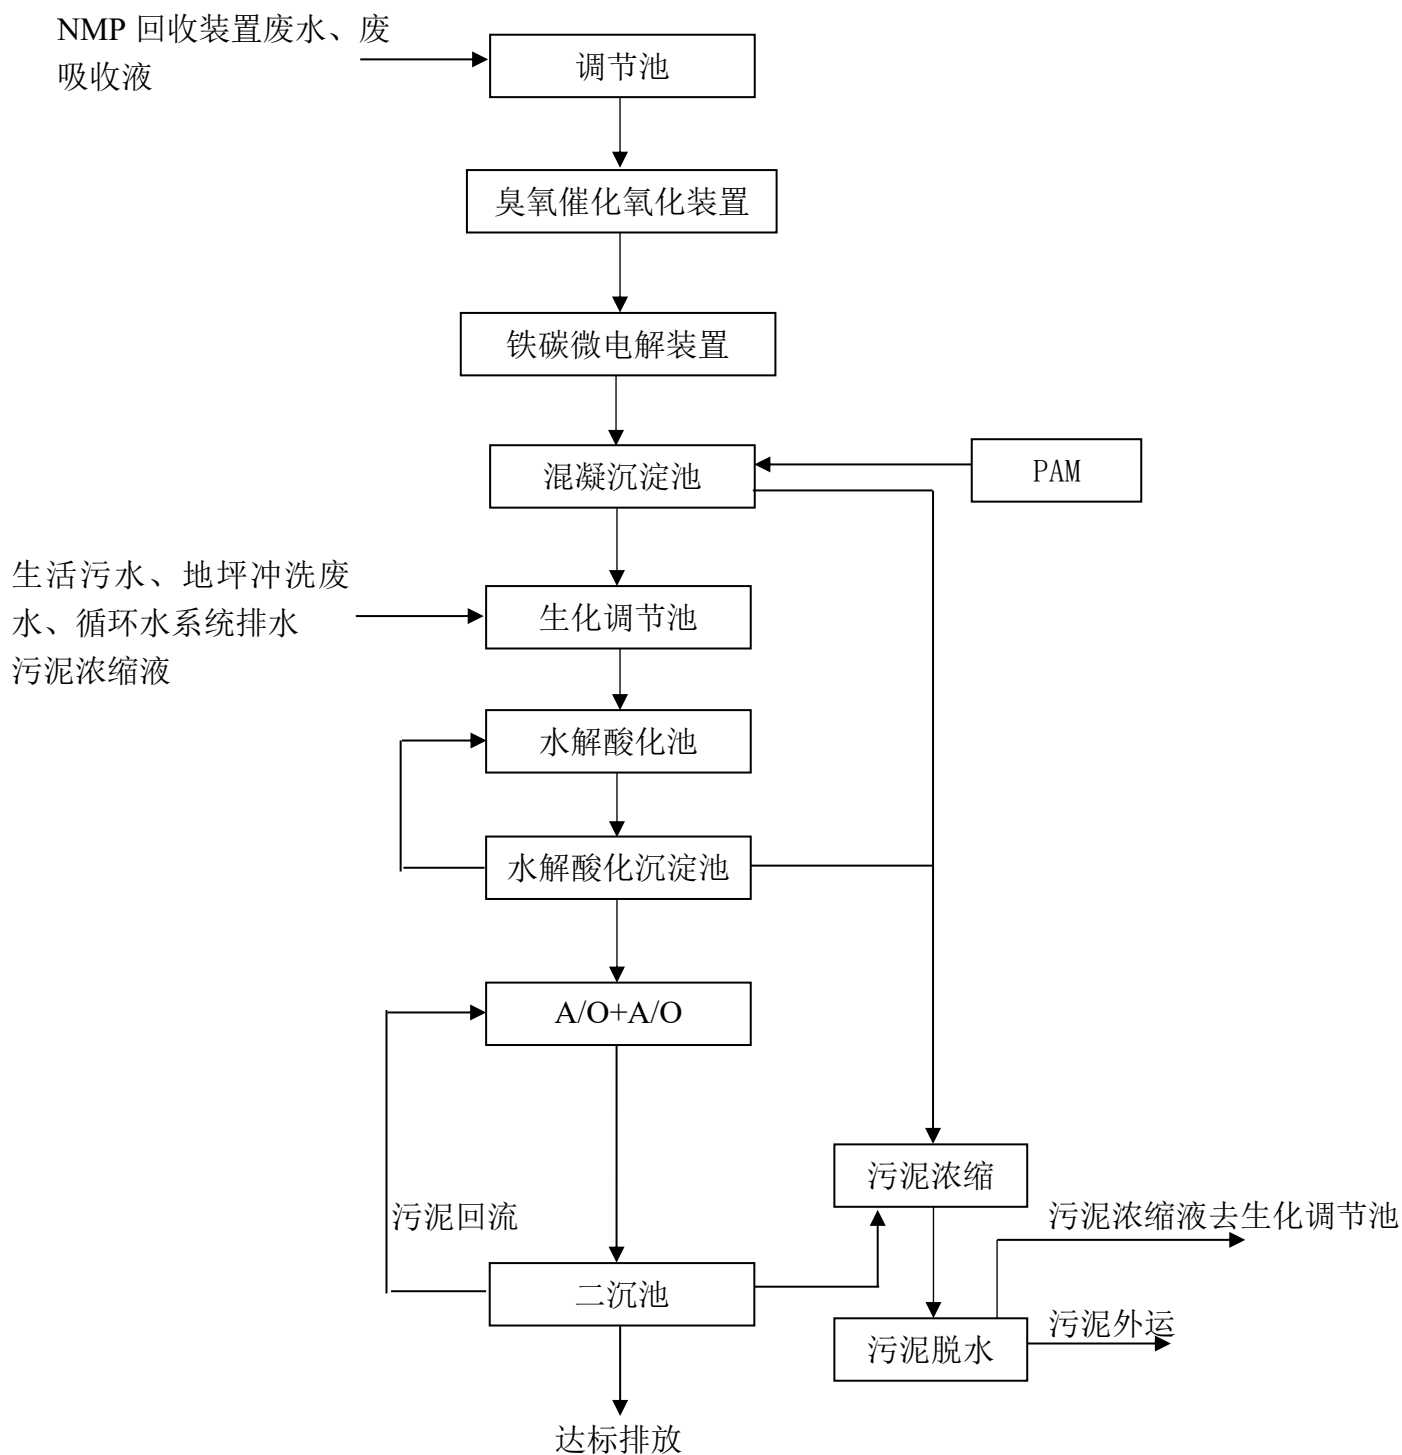 NMP 回收装置废水、废
吸收液
调节池
臭氧催化氧化装置
铁碳微电解装置
混凝沉淀池
PAM
生活污水、地坪冲洗废
水、循环水系统排水
污泥浓缩液
生化调节池
水解酸化池
水解酸化沉淀池
A/O+A/O
污泥浓缩
污泥回流
污泥浓缩液去生化调节池
二沉池
污泥外运
污泥脱水
达标排放